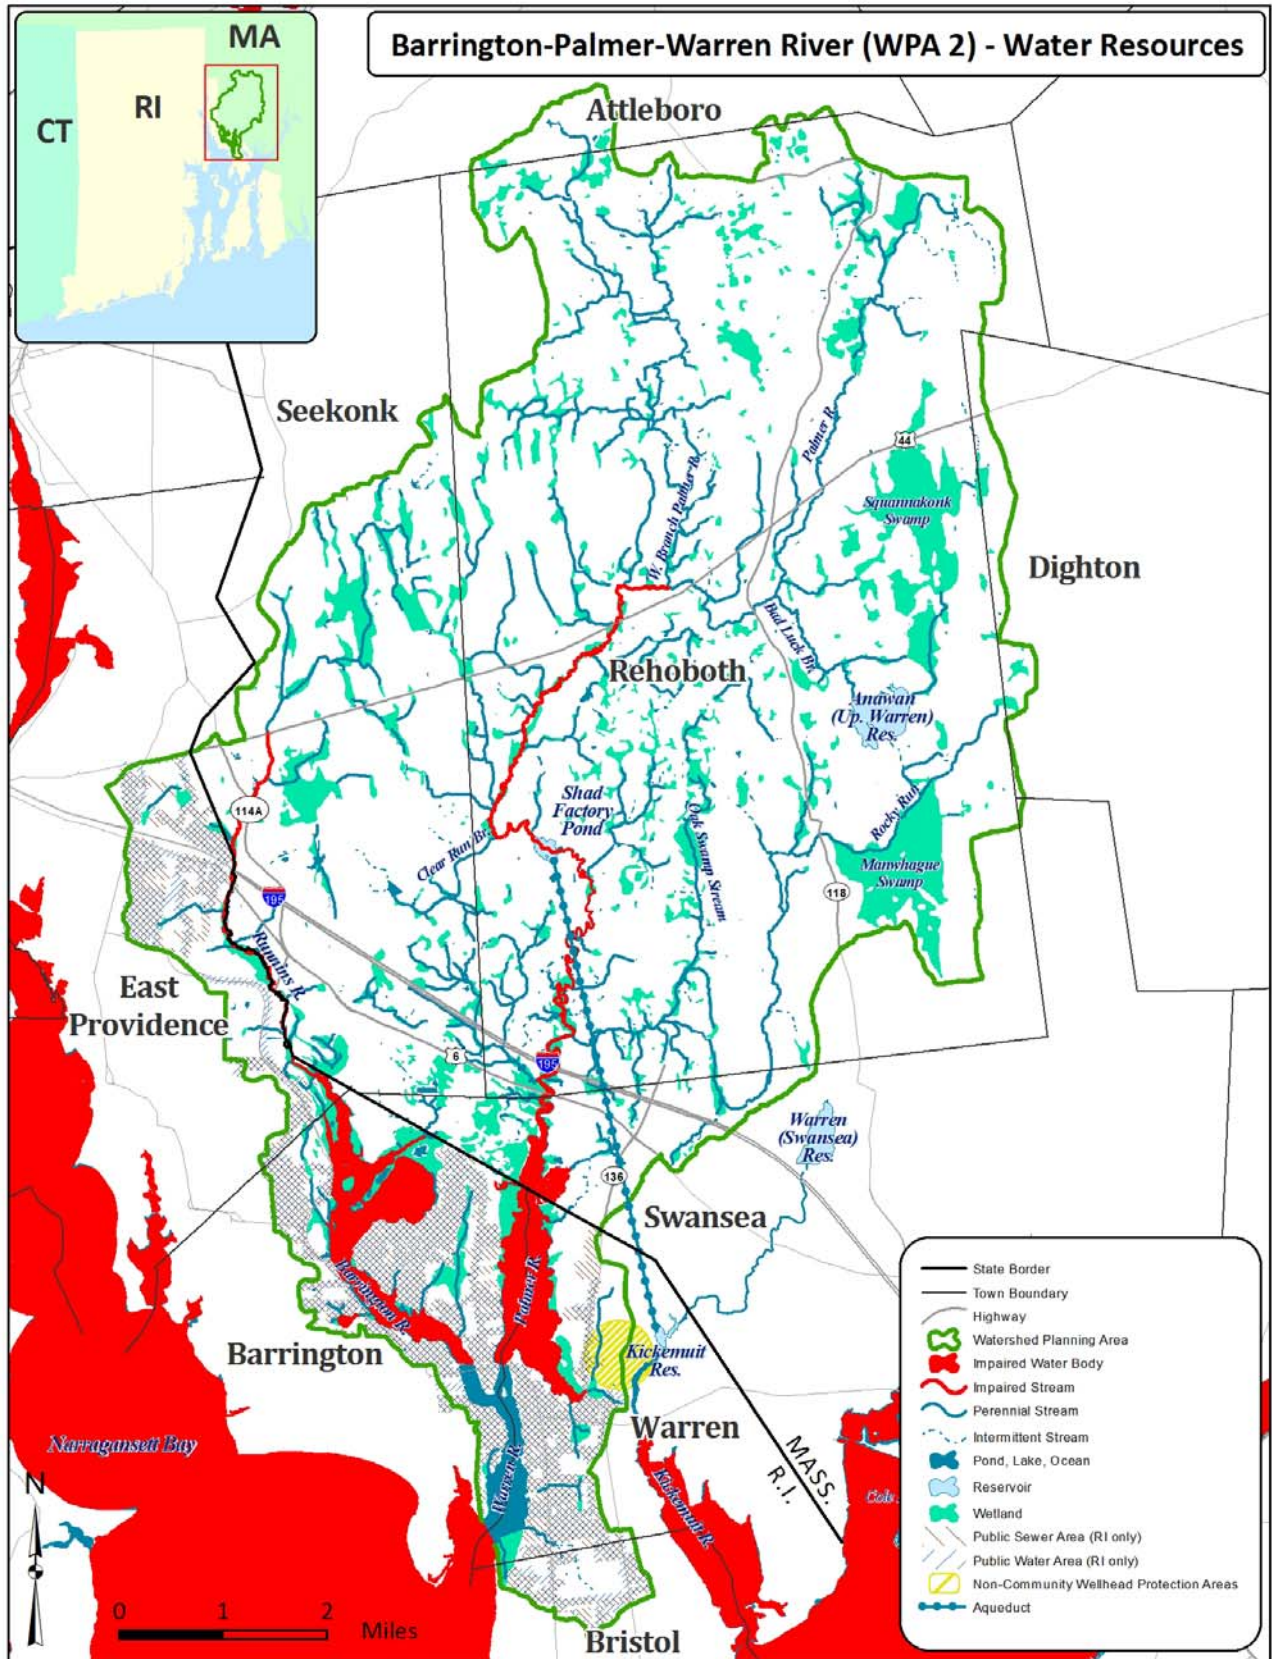 Barrington-Palmer-Warren River (WPA 2) - Water Resources
MA
RI
CT
Attleboro
Seekonk
Palmer R.
44
W. Branch Palmer R.
Squannakonk
Swamp
Dighton
Bad Luck Br.
Rehoboth
Anawan
(Up. Warren)
Res.
Shad
Factory
Pond
114A
Oak Swamp Stream
Rocky Run
Clear Run Br.
Manwhague
Swamp
118
195
Runnins R.
East
Providence
6
195
Warren
(Swansea)
Res.
136
Swansea
Barrington R.
Palmer R.
Barrington
Kickemuit
Res.
Warren
Narragansett Bay
MASS.
R.I.
Warren R.
Kickemuit R.
Cole
N
0 1 2
Miles
Bristol
State Border
Town Boundary
Highway
Watershed Planning Area
Impaired Water Body
Impaired Stream
Perennial Stream
Intermittent Stream
Pond, Lake, Ocean
Reservoir
Wetland
Public Sewer Area (RI only)
Public Water Area (RI only)
Non-Community Wellhead Protection Areas
Aqueduct